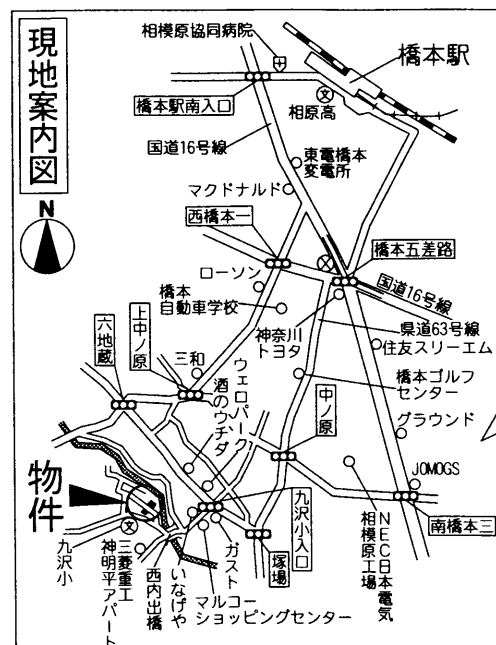 現地案内図
N
相模原協同病院
橋本駅
文
橋本駅南入口
相原高
国道16号線
東電橋本
変電所
マクドナルド
西橋本一
橋本五差路
ローソン
国道16号線
橋本
自動車学校
神奈川
トヨタ
県道63号線
住友スリーエム
上中ノ原
六地蔵
三和
橋本ゴルフ
センター
ウェロパーク
酒のウチダ
中ノ原
グラウンド
JOMOGS
南橋本三
NEC日本電気
相模原工場
物件
文
九沢小
三菱重工
神明平アパート
西内出橋
いなげや
マルコー
ショッピングセンター
ガスト
塚場
九沢小入口